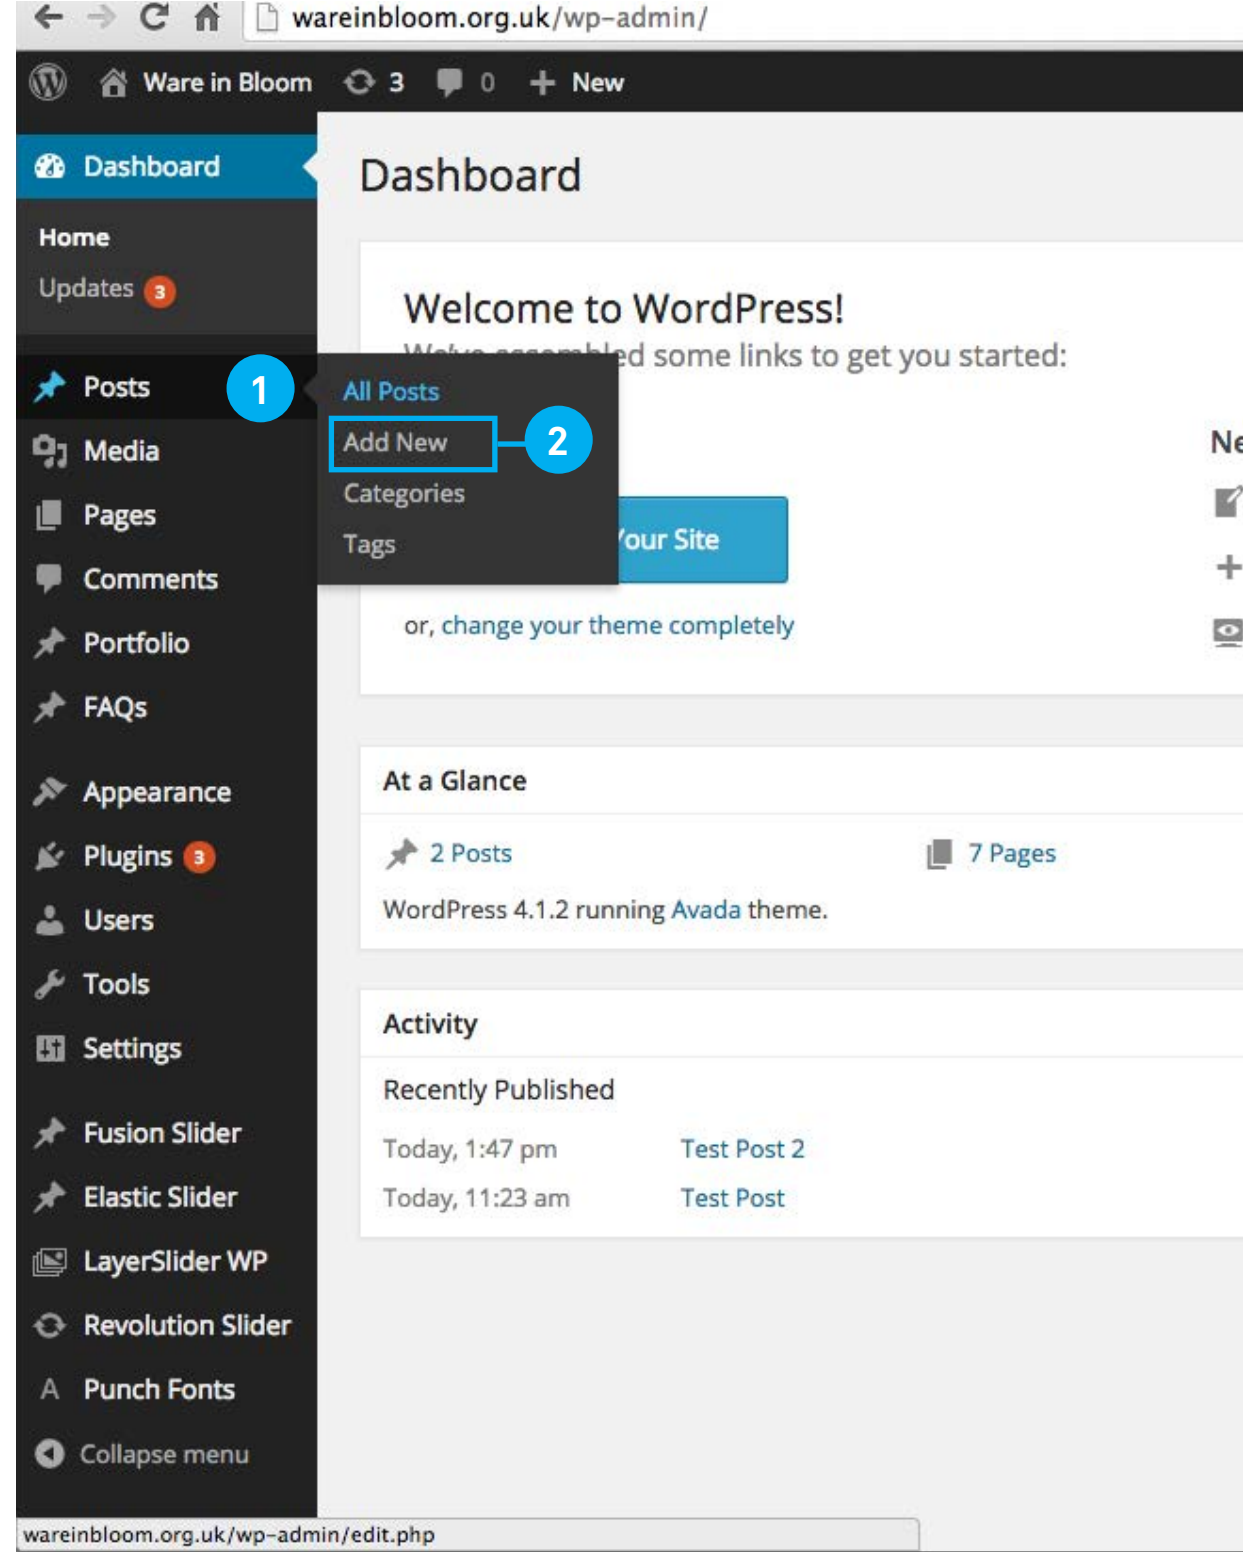 wareinbloom.org.uk/wp-admin/
Ware in Bloom 3 0 + New
Dashboard
Home
Updates 3
Posts 1
Media
Pages
Comments
Portfolio
FAQs
Appearance
Plugins 3
Users
Tools
Settings
Fusion Slider
Elastic Slider
LayerSlider WP
Revolution Slider
A Punch Fonts
Collapse menu
All Posts
Add New 2
Categories
Tags
Dashboard
Welcome to WordPress!
some links to get you started:
Your Site
or, change your theme completely
At a Glance
2 Posts 7 Pages
WordPress 4.1.2 running Avada theme.
Activity
Recently Published
Today, 1:47 pm Test Post 2
Today, 11:23 am Test Post
wareinbloom.org.uk/wp-admin/edit.php